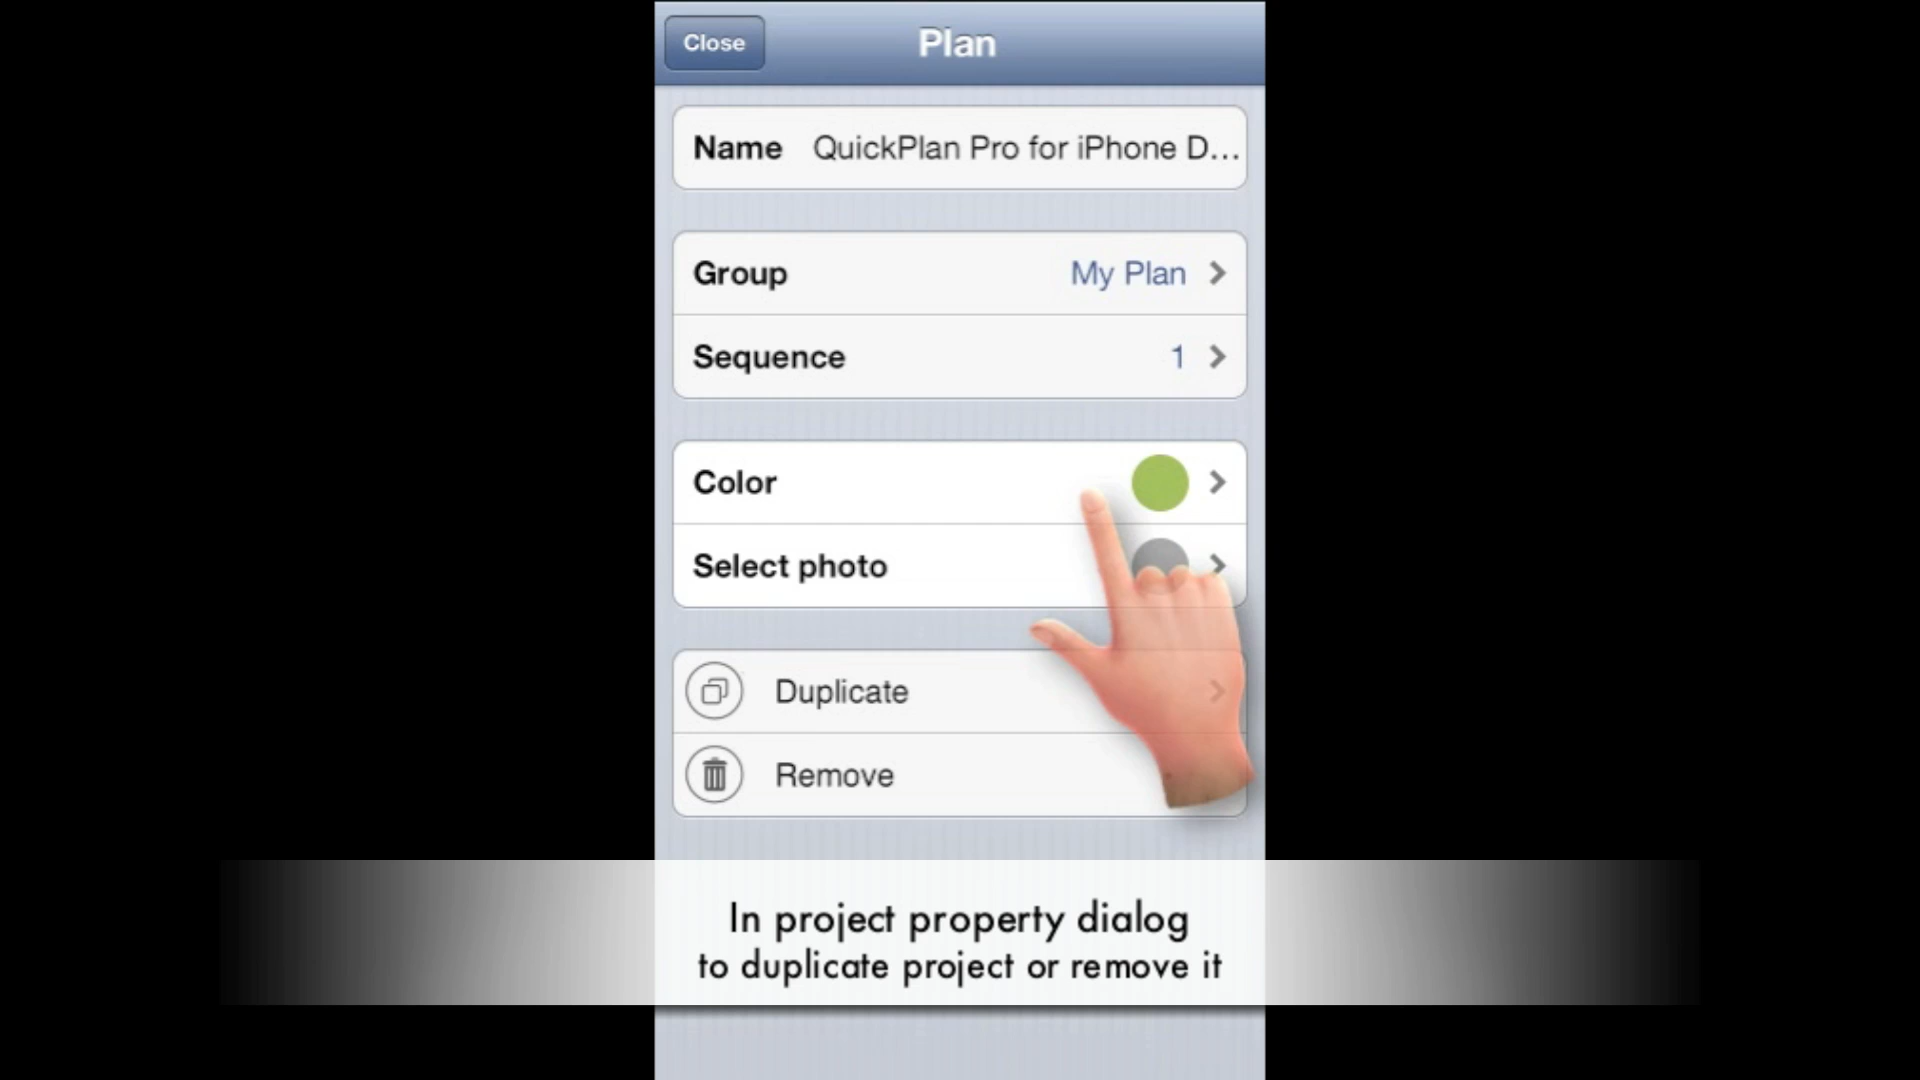 Close Plan
Name QuickPlan Pro for iPhone D...
Group My Plan
Sequence 1
Color
Select photo
Duplicate
Remove
In project property dialog
to duplicate project or remove it